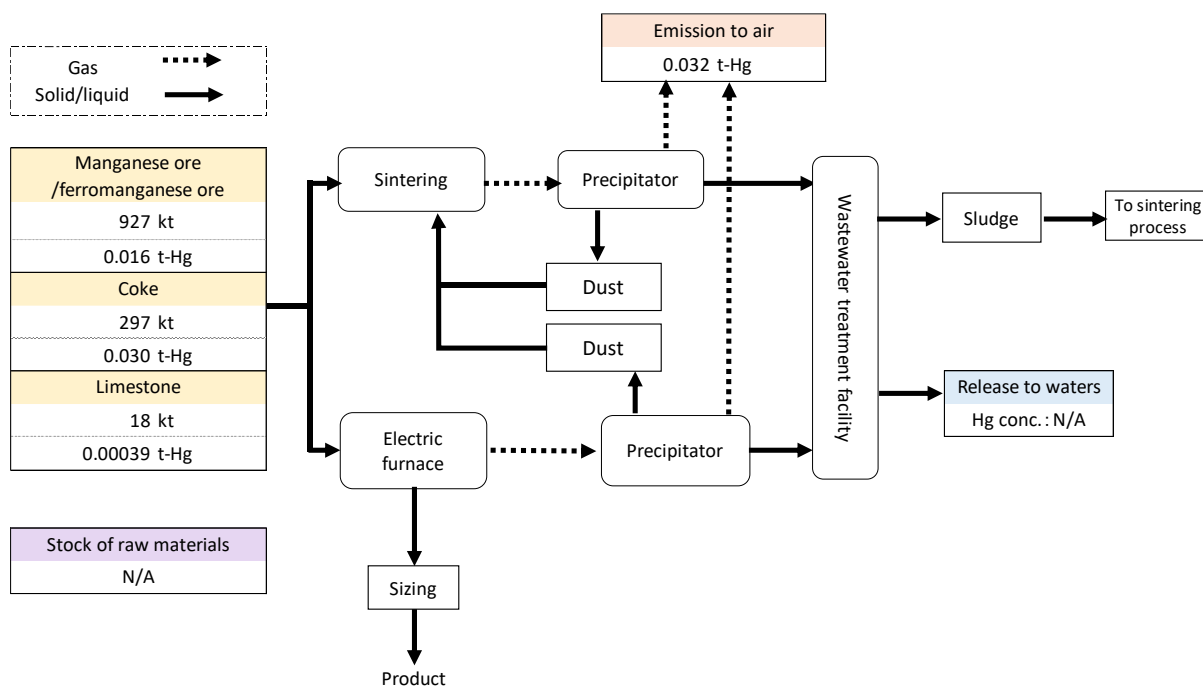 Gas
Solid/liquid
Emission to air
0.032 t-Hg
Manganese ore
/ferromanganese ore
927 kt
0.016 t-Hg
Coke
297 kt
0.030 t-Hg
Limestone
18 kt
0.00039 t-Hg
Stock of raw materials
N/A
Sintering
Precipitator
Dust
Dust
Electric
furnace
Precipitator
Sizing
Product
Wastewater treatment facility
Sludge
To sintering
process
Release to waters
Hg conc.: N/A